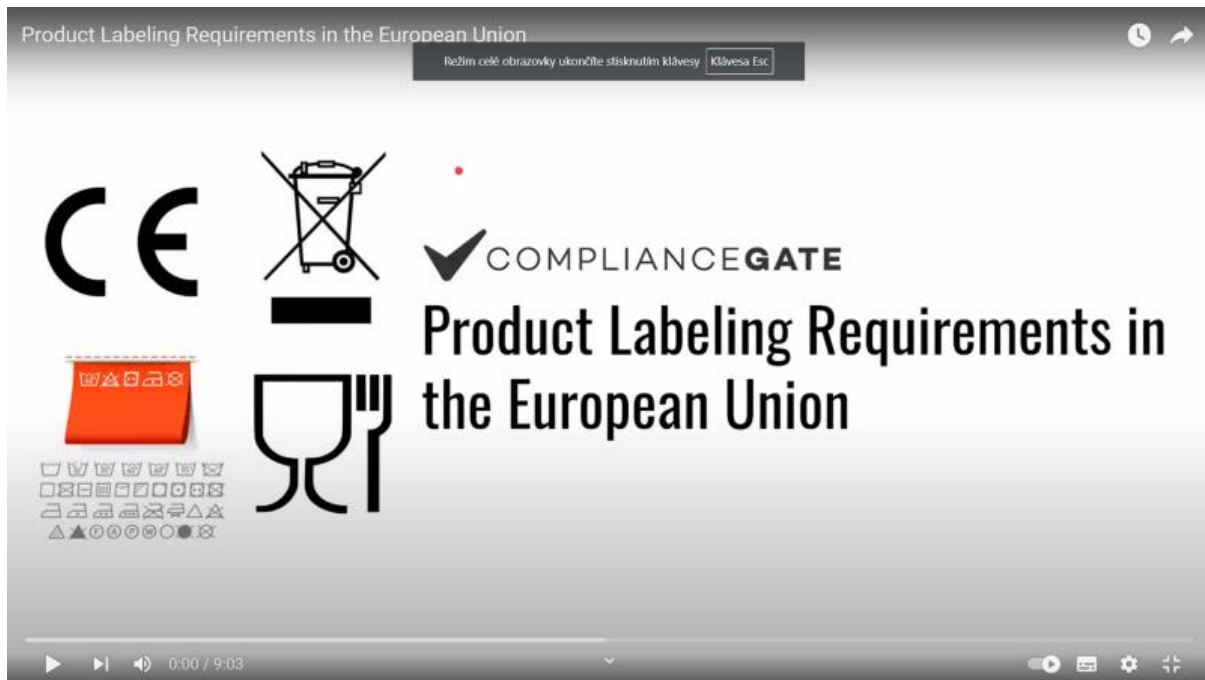 Product Labeling Requirements in the European Union
Režim celé obrazovky ukončíte stisknutím klávesy Klávesa Esc
CE
COMPLIANCEGATE
Product Labeling Requirements in
the European Union
0:00 / 9:03